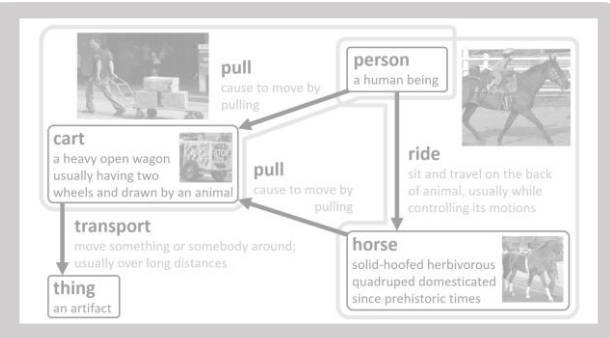 pull
cause to move by
pulling
person
a human being
cart
a heavy open wagon
usually having two
wheels and drawn by an animal
pull
cause to move by
pulling
ride
sit and travel on the back
of animal, usually while
controlling its motions
transport
move something or somebody around;
usually over long distances
horse
solid-hoofed herbivorous
quadruped domesticated
since prehistoric times
thing
an artifact